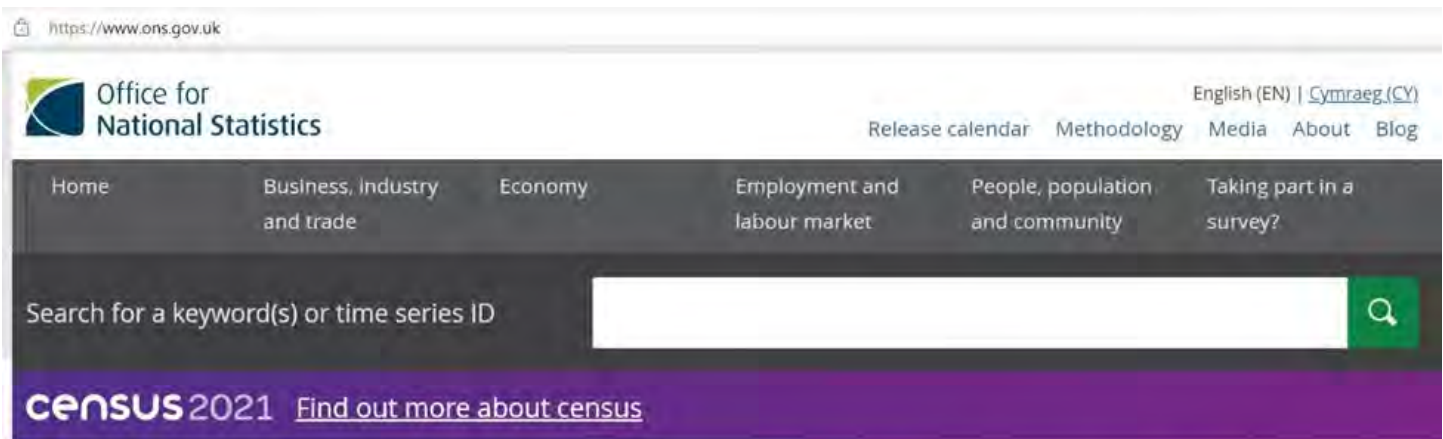 https://www.ons.gov.uk
Office for
National Statistics
English (EN) | Cymraeg (CY)
Release calendar Methodology Media About Blog
Home
Business, industry
and trade
Economy
Employment and
labour market
People, population
and community
Taking part in a
survey?
Search for a keyword(s) or time series ID
census 2021 Find out more about census